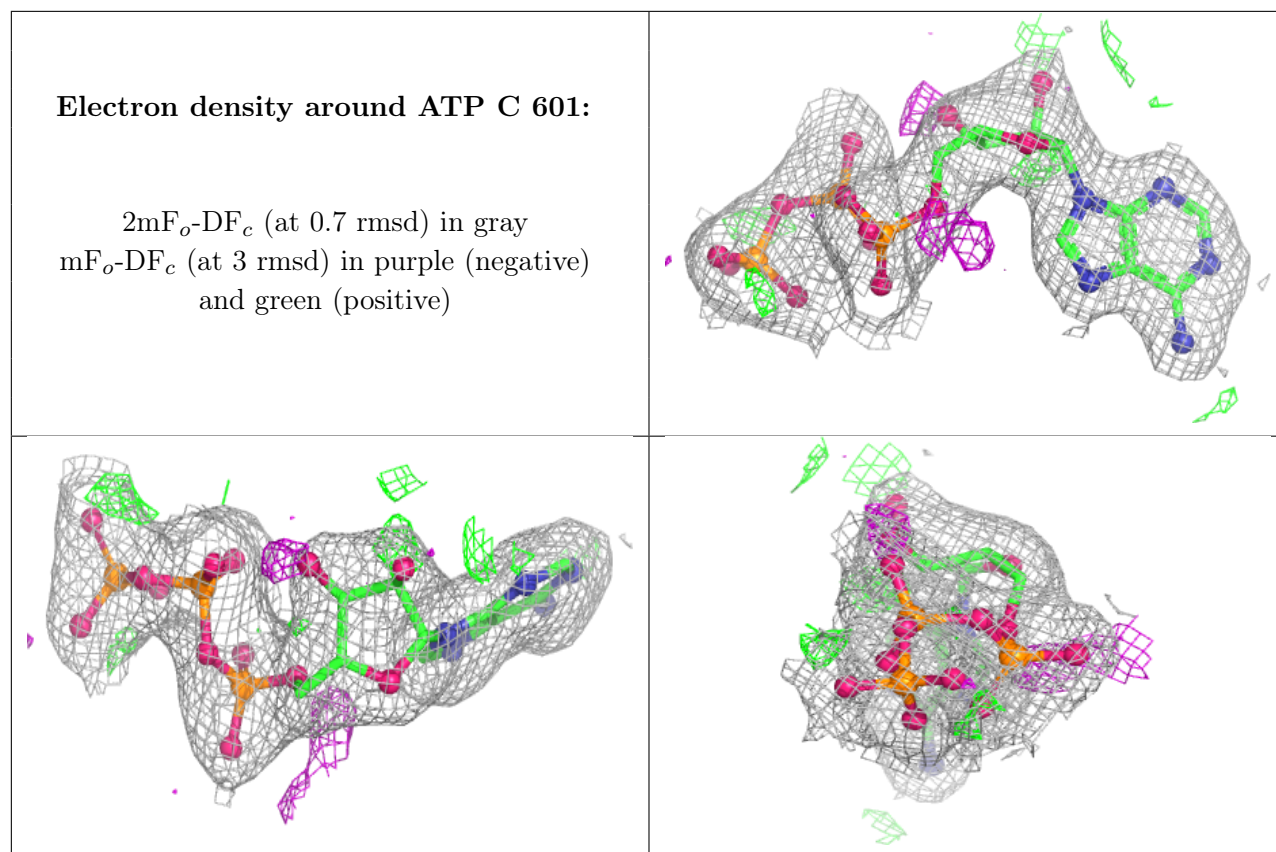 Electron density around ATP C 601:
2mFo-DFc (at 0.7 rmsd) in gray
mFo-DFc (at 3 rmsd) in purple (negative)
and green (positive)